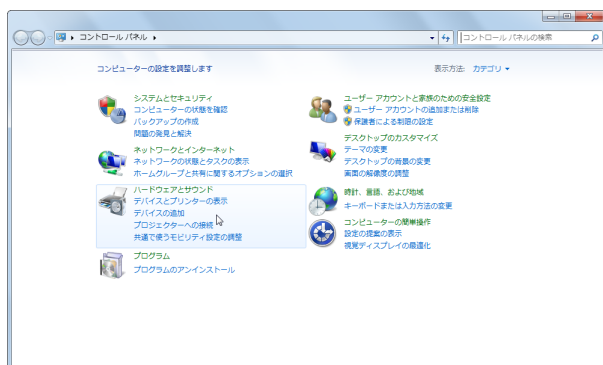 コントロール パネル
コントロール パネルの検索
コンピューターの設定を調整します
表示方法: カテゴリ
システムとセキュリティ
コンピューターの状態を確認
バックアップの作成
問題の発見と解決
ネットワークとインターネット
ネットワークの状態とタスクの表示
ホームグループと共有に関するオプションの選択
ハードウェアとサウンド
デバイスとプリンターの表示
デバイスの追加
プロジェクターへの接続
共通で使うモビリティ設定の調整
プログラム
プログラムのアンインストール
ユーザー アカウントと家族のための安全設定
ユーザー アカウントの追加または削除
保護者による制限の設定
デスクトップのカスタマイズ
テーマの変更
デスクトップの背景の変更
画面の解像度の調整
時計、言語、および地域
キーボードまたは入力方法の変更
コンピューターの簡単操作
設定の提案の表示
視覚ディスプレイの最適化